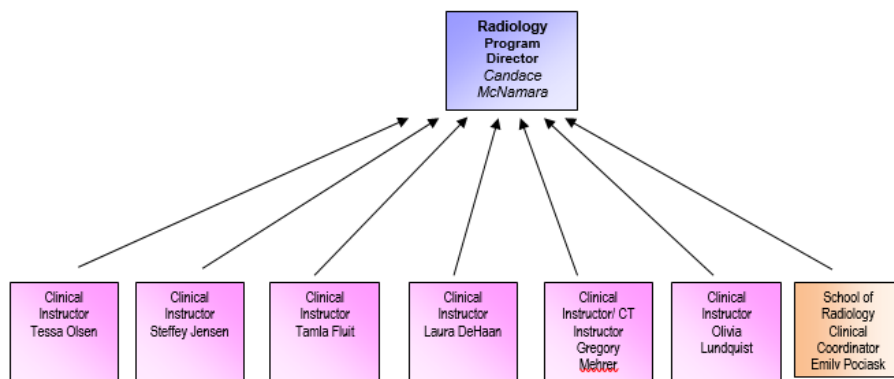 Radiology
Program
Director
Candace
McNamara
Clinical
Instructor
Tessa Olsen
Clinical
Instructor
Steffey Jensen
Clinical
Instructor
Tamla Fluit
Clinical
Instructor
Laura DeHaan
Clinical
Instructor/ CT
Instructor
Gregory
Mehrer
Clinical
Instructor
Olivia
Lundquist
School of
Radiology
Clinical
Coordinator
Emily Pociask